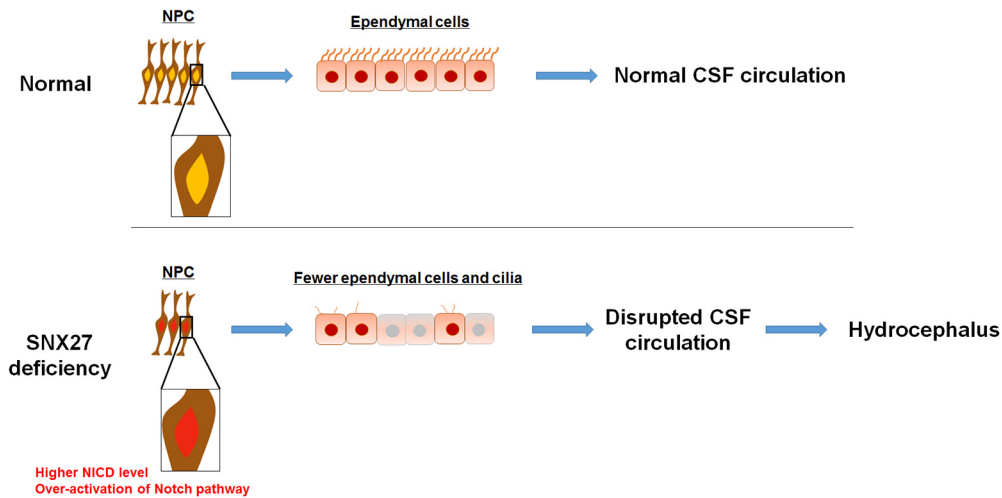 NPC
Ependymal cells
Normal
Normal CSF circulation
NPC
Fewer ependymal cells and cilia
SNX27
deficiency
Disrupted CSF
circulation
Hydrocephalus
Higher NICD level
Over-activation of Notch pathway